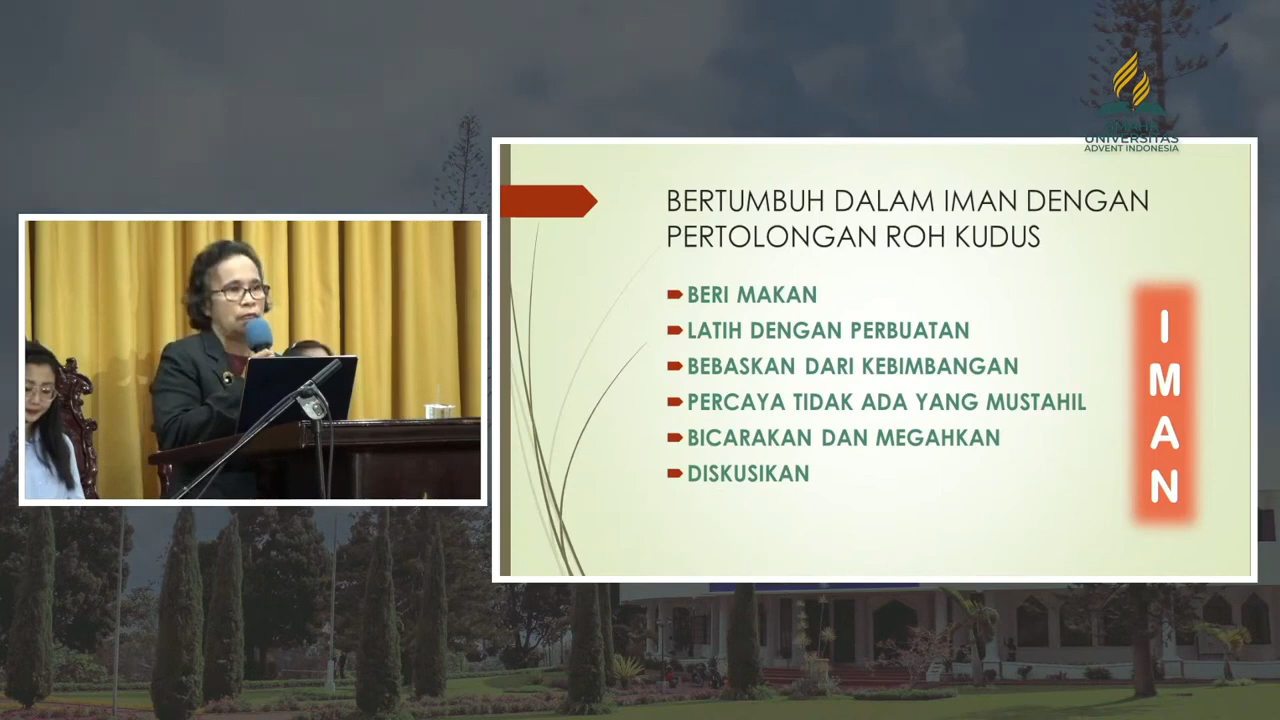 UNIVERSITAS
ADVENT INDONESIA
BERTUMBUH DALAM IMAN DENGAN
PERTOLONGAN ROH KUDUS
BERI MAKAN
LATIH DENGAN PERBUATAN
BEBASKAN DARI KEBIMBANGAN
PERCAYA TIDAK ADA YANG MUSTAHIL
BICARAKAN DAN MEGAHKAN
DISKUSIKAN
I
M
A
N